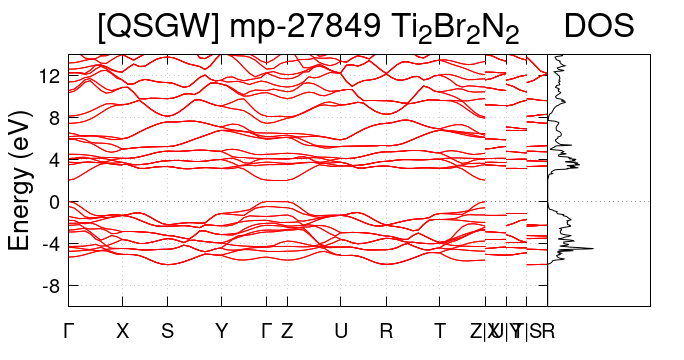 [QSGW] mp-27849 Ti₂Br₂N₂ DOS
Energy (eV)
12
8
4
0
-4
-8
Γ X S Y Γ Z U R T Z|X U|Y T|S R